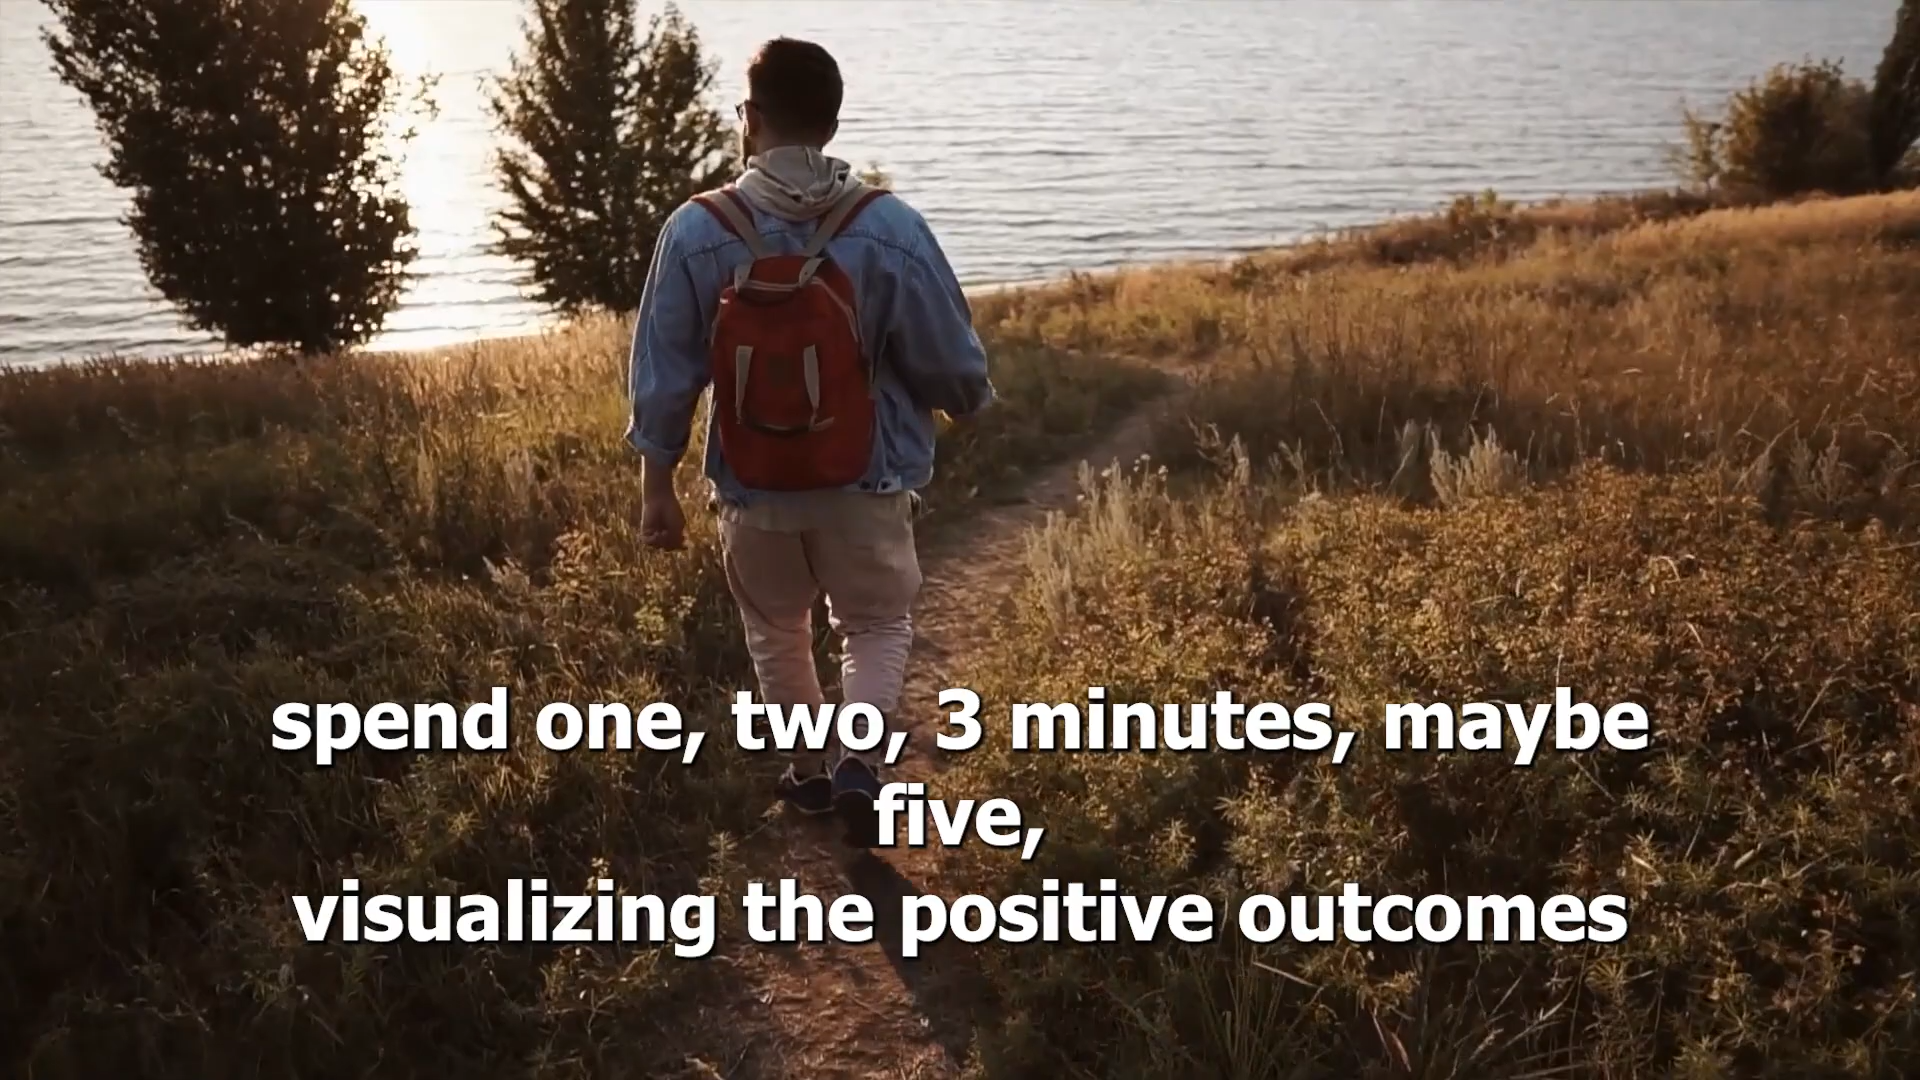 spend one, two, 3 minutes, maybe
five,
visualizing the positive outcomes